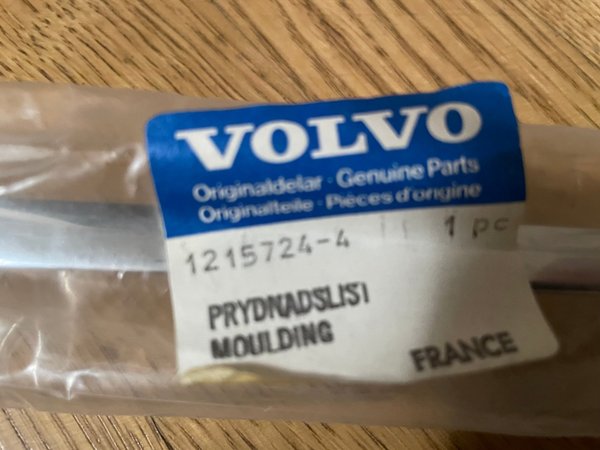 VOLVO
Originaldelar · Genuine Parts
Originalteile · Pièces d'origine
1215724-4 1 pc
PRYDNADSLIST
MOULDING
FRANCE